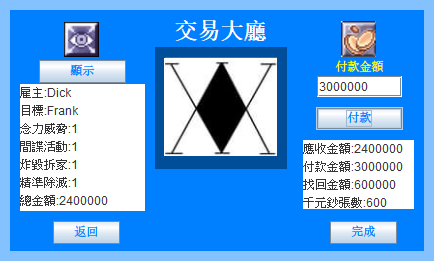 交易大廳
顯示
雇主:Dick
目標:Frank
念力威脅:1
間諜活動:1
炸毀拆家:1
精準除滅:1
總金額:2400000
返回
付款金額
3000000
付款
應收金額:2400000
付款金額:3000000
找回金額:600000
千元鈔張數:600
完成